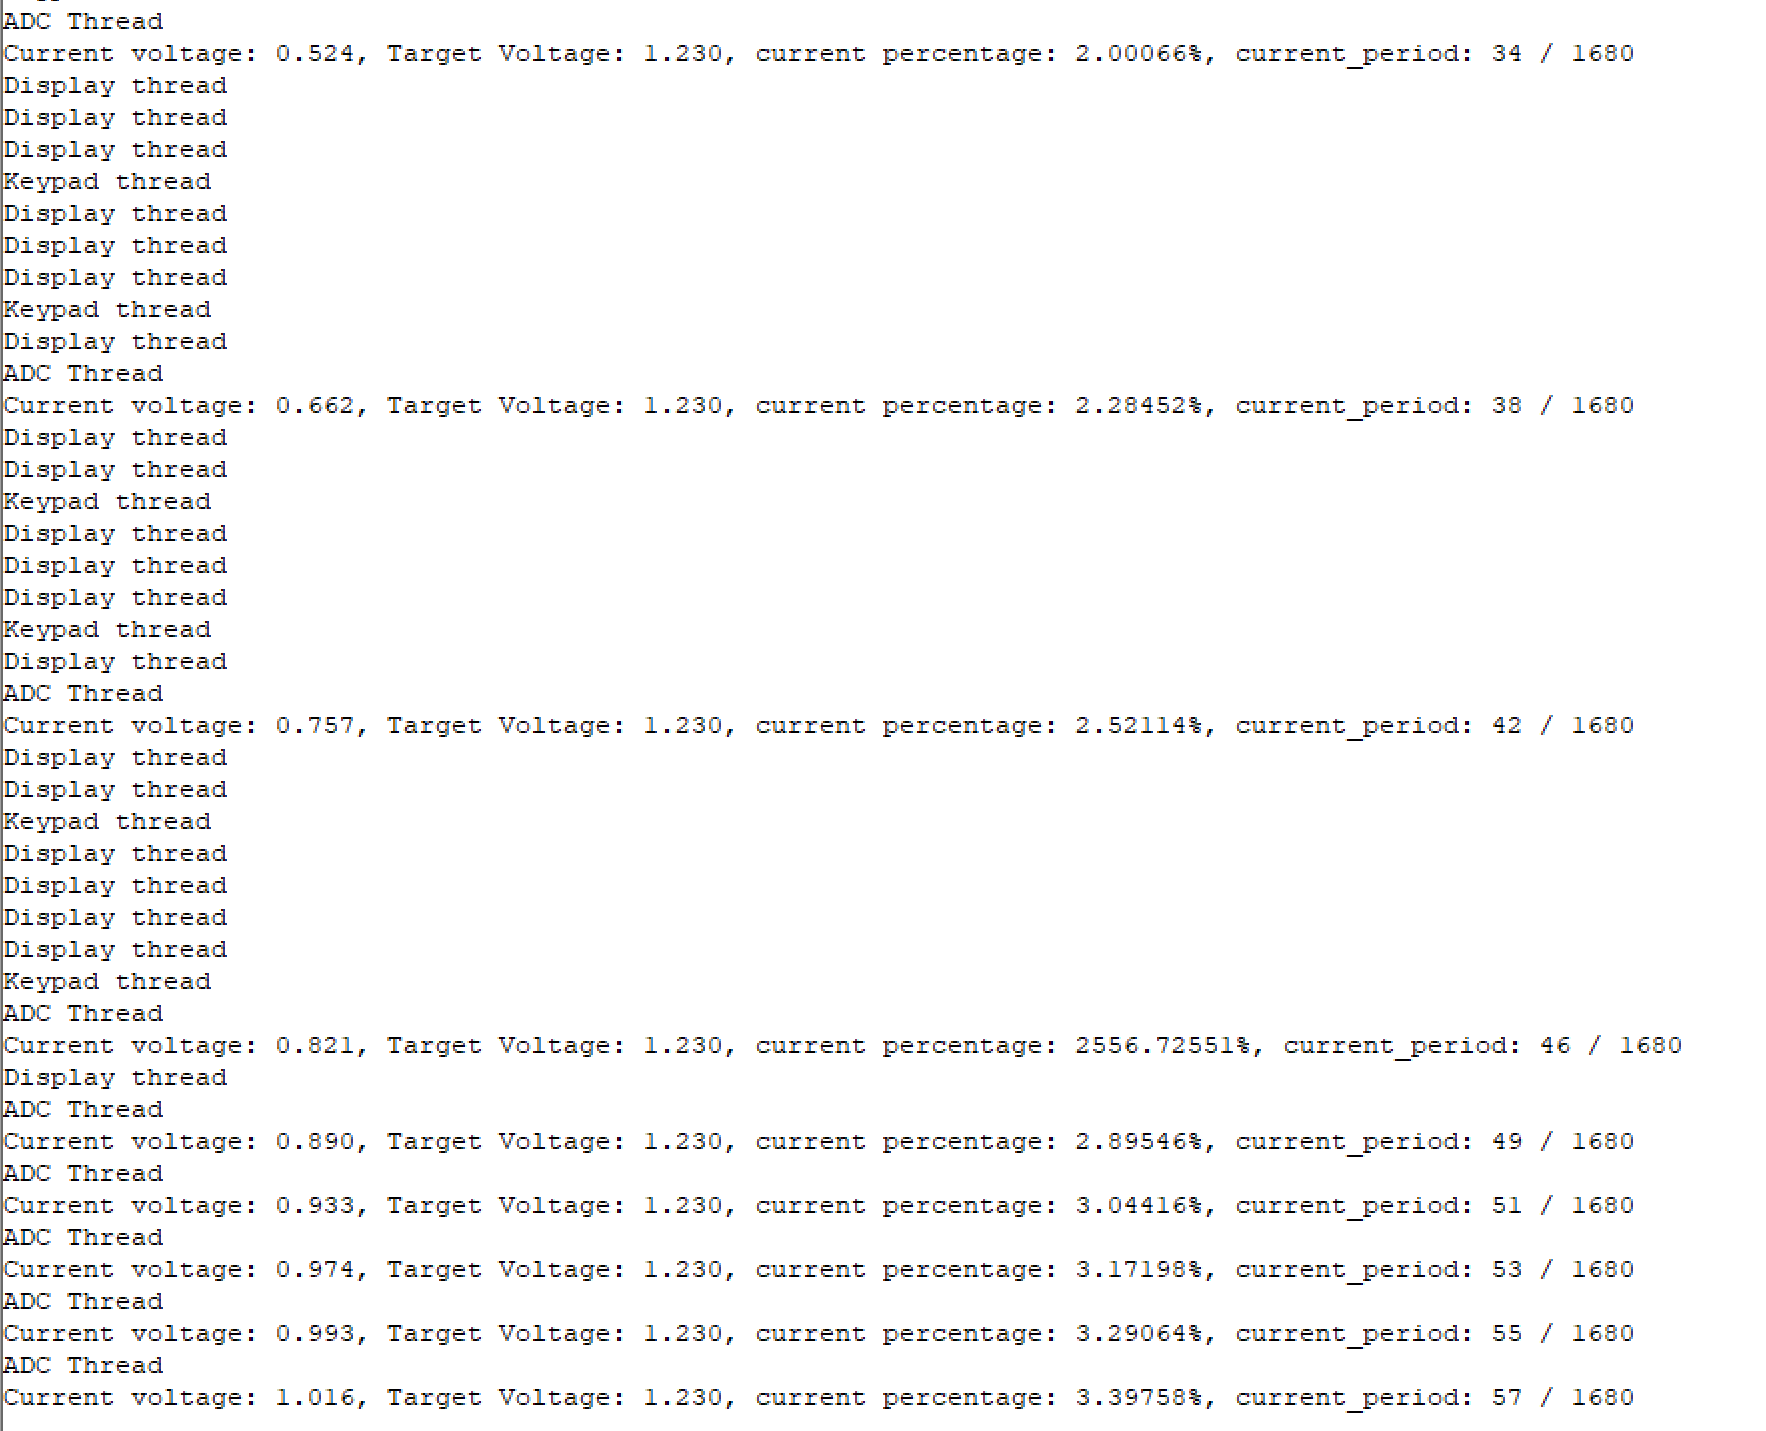 ADC Thread
Current voltage: 0.524, Target Voltage: 1.230, current percentage: 2.00066%, current_period: 34 / 1680
Display thread
Display thread
Display thread
Keypad thread
Display thread
Display thread
Display thread
Keypad thread
Display thread
ADC Thread
Current voltage: 0.662, Target Voltage: 1.230, current percentage: 2.28452%, current_period: 38 / 1680
Display thread
Display thread
Keypad thread
Display thread
Display thread
Display thread
Keypad thread
Display thread
ADC Thread
Current voltage: 0.757, Target Voltage: 1.230, current percentage: 2.52114%, current_period: 42 / 1680
Display thread
Display thread
Keypad thread
Display thread
Display thread
Display thread
Display thread
Keypad thread
ADC Thread
Current voltage: 0.821, Target Voltage: 1.230, current percentage: 2556.72551%, current_period: 46 / 1680
Display thread
ADC Thread
Current voltage: 0.890, Target Voltage: 1.230, current percentage: 2.89546%, current_period: 49 / 1680
ADC Thread
Current voltage: 0.933, Target Voltage: 1.230, current percentage: 3.04416%, current_period: 51 / 1680
ADC Thread
Current voltage: 0.974, Target Voltage: 1.230, current percentage: 3.17198%, current_period: 53 / 1680
ADC Thread
Current voltage: 0.993, Target Voltage: 1.230, current percentage: 3.29064%, current_period: 55 / 1680
ADC Thread
Current voltage: 1.016, Target Voltage: 1.230, current percentage: 3.39758%, current_period: 57 / 1680